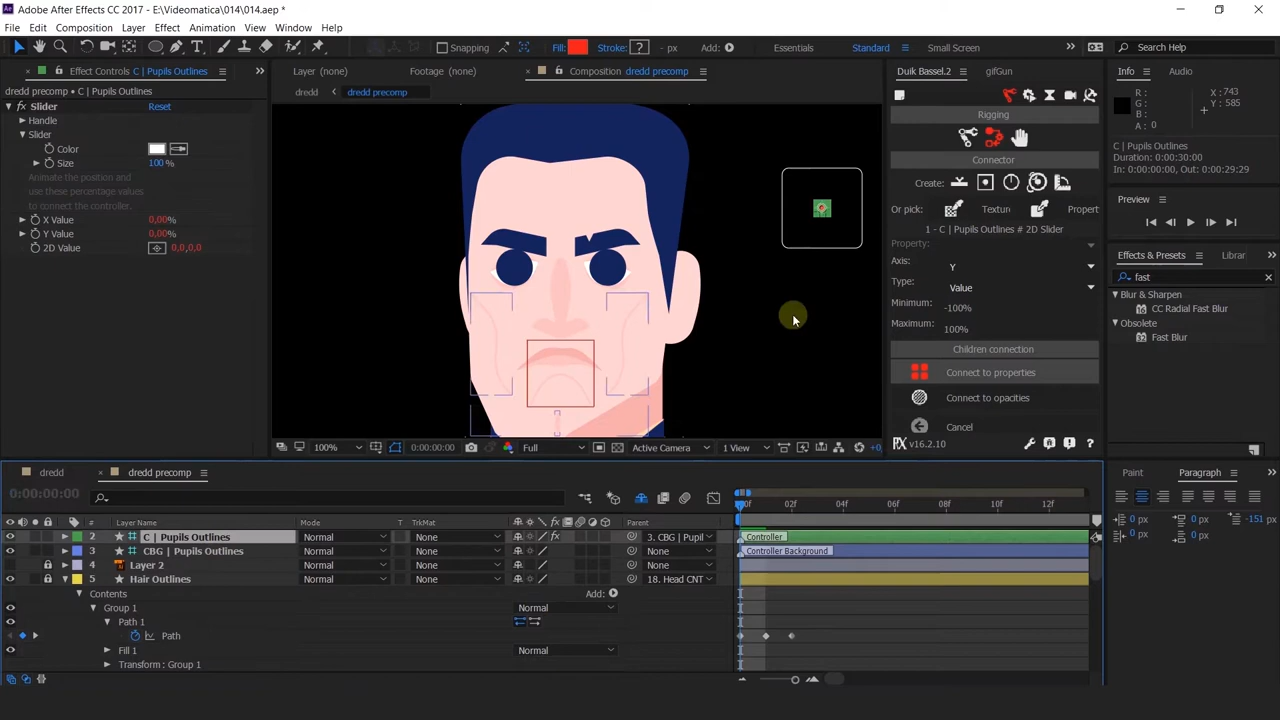 Adobe After Effects CC 2017 - E:\Videomatica\014\014.aep *
File Edit Composition Layer Effect Animation View Window Help
Snapping Fill: Stroke: ? - px Add: Essentials Standard Small Screen Search Help
Effect Controls C | Pupils Outlines
Layer (none) Footage (none) Composition dredd precomp
Duik Bassel.2 gifGun
Info Audio
dredd precomp • C | Pupils Outlines
dredd dredd precomp
fx Slider Reset
Handle
Slider
Color
Size 100 %
Animate the position and
use these percentage values
to connect the controller.
X Value 0,00%
Y Value 0,00%
2D Value 0,0,0,0
Rigging
Connector
Create:
Or pick: Textur Propert
1 - C | Pupils Outlines # 2D Slider
Property:
Axis: Y
Type: Value
Minimum: -100%
Maximum: 100%
Children connection
Connect to properties
Connect to opacities
Cancel
v16.2.10
R :
G :
B :
A : 0
X : 743
Y : 585
C | Pupils Outlines
Duration: 0:00:30:00
In: 0:00:00:00, Out: 0:00:29:29
Preview
Effects & Presets Librar
fast
Blur & Sharpen
CC Radial Fast Blur
Obsolete
Fast Blur
100% 0:00:00:00 Full Active Camera 1 View +0
dredd dredd precomp
0:00:00:00
02f 04f 06f 08f 10f 12f
# Layer Name Mode T TrkMat Parent
2 C | Pupils Outlines Normal None 3. CBG | Pupil
3 CBG | Pupils Outlines Normal None None
4 Layer 2 Normal None None
5 Hair Outlines Normal None 18. Head CNT
Controller
Controller Background
Contents Add:
Group 1 Normal
Path 1
Path
Fill 1 Normal
Transform : Group 1
Paint Paragraph
0 px 0 px -151 px
0 px 0 px